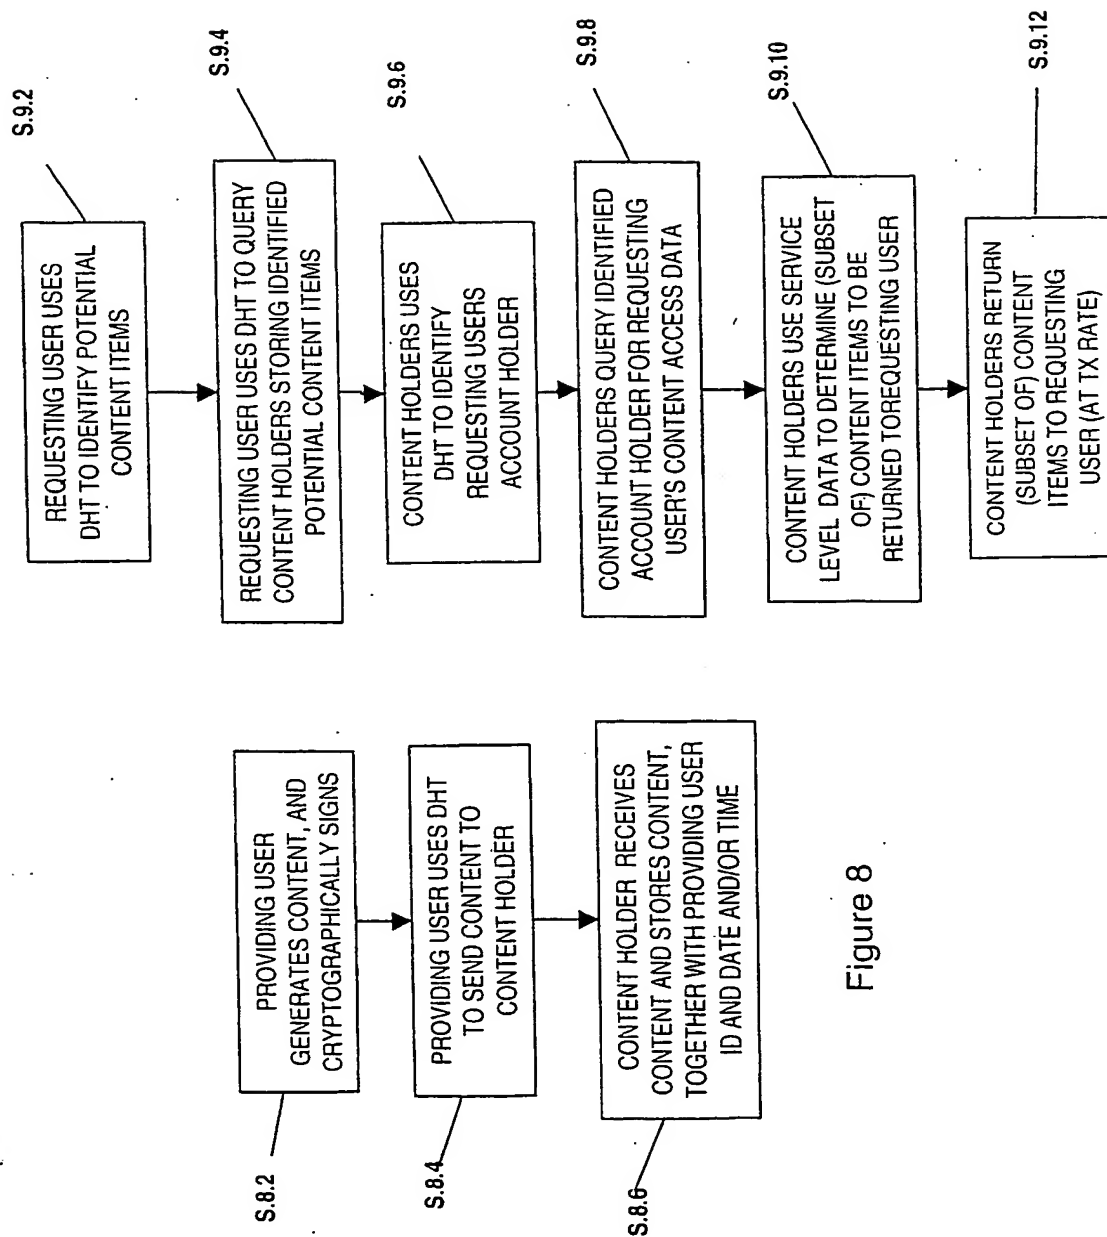 S.8.2
PROVIDING USER
GENERATES CONTENT, AND
CRYPTOGRAPHICALLY SIGNS
S.8.4
PROVIDING USER USES DHT
TO SEND CONTENT TO
CONTENT HOLDER
S.8.6
CONTENT HOLDER RECEIVES
CONTENT AND STORES CONTENT,
TOGETHER WITH PROVIDING USER
ID AND DATE AND/OR TIME
Figure 8
S.9.2
REQUESTING USER USES
DHT TO IDENTIFY POTENTIAL
CONTENT ITEMS
S.9.4
REQUESTING USER USES DHT TO QUERY
CONTENT HOLDERS STORING IDENTIFIED
POTENTIAL CONTENT ITEMS
S.9.6
CONTENT HOLDERS USES
DHT TO IDENTIFY
REQUESTING USERS
ACCOUNT HOLDER
S.9.8
CONTENT HOLDERS QUERY IDENTIFIED
ACCOUNT HOLDER FOR REQUESTING
USER'S CONTENT ACCESS DATA
S.9.10
CONTENT HOLDERS USE SERVICE
LEVEL DATA TO DETERMINE (SUBSET
OF) CONTENT ITEMS TO BE
RETURNED TOREQUESTING USER
S.9.12
CONTENT HOLDERS RETURN
(SUBSET OF) CONTENT
ITEMS TO REQUESTING
USER (AT TX RATE)